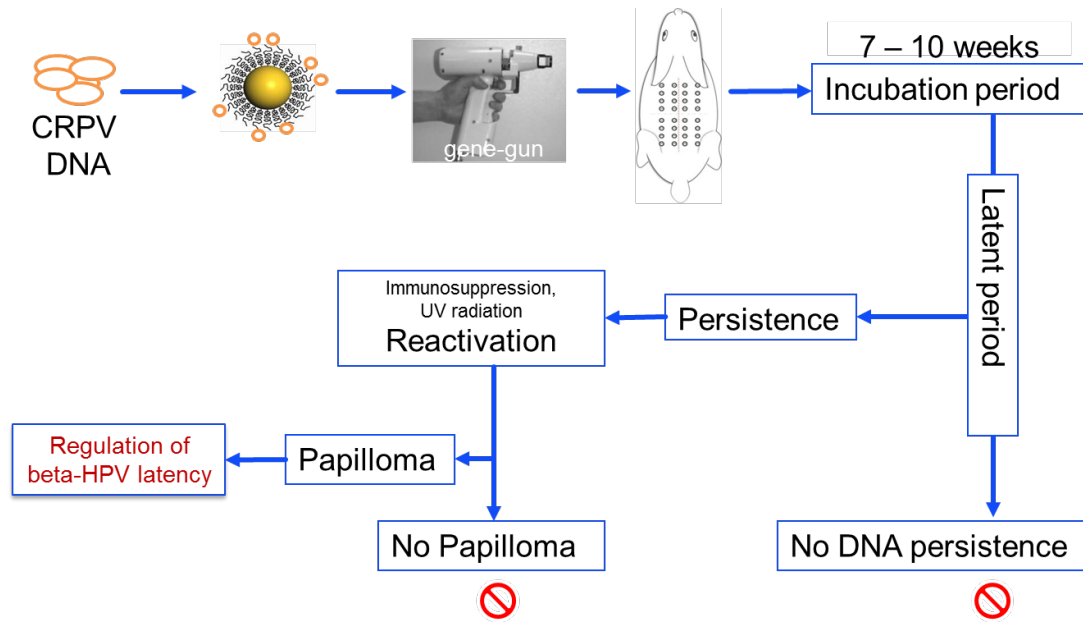 CRPV
DNA
gene-gun
7 – 10 weeks
Incubation period
Latent period
Immunosuppression,
UV radiation
Reactivation
Persistence
Regulation of
beta-HPV latency
Papilloma
No Papilloma
No DNA persistence